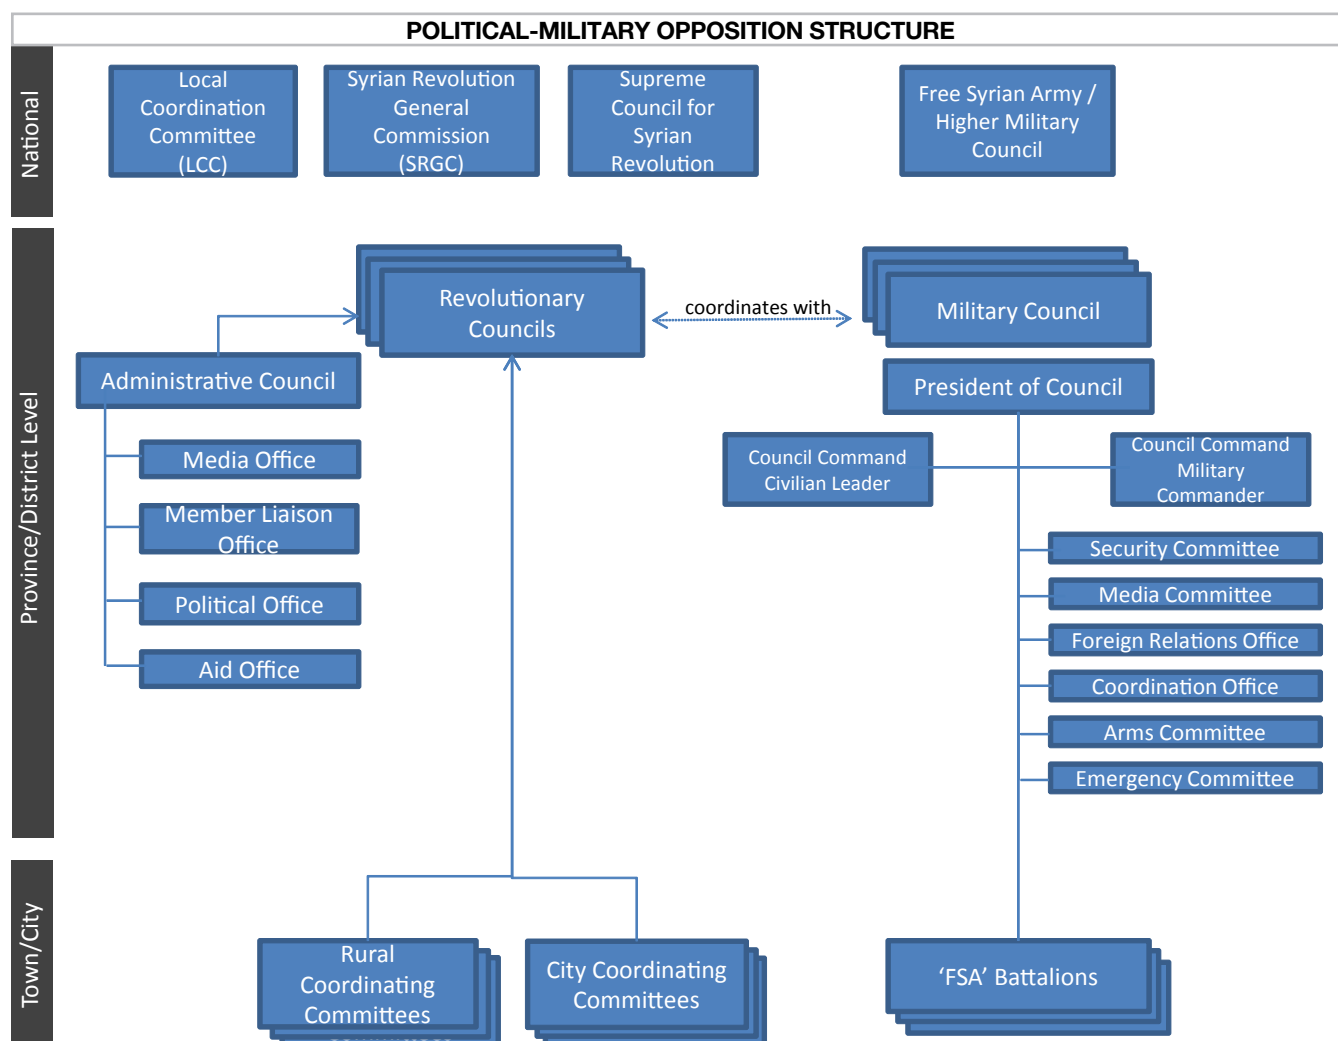 POLITICAL-MILITARY OPPOSITION STRUCTURE
National
Local
Coordination
Committee
(LCC)
Syrian Revolution
General
Commission
(SRGC)
Supreme
Council for
Syrian
Revolution
Free Syrian Army /
Higher Military
Council
Province/District Level
Revolutionary
Councils
coordinates with
Military Council
Administrative Council
President of Council
Media Office
Member Liaison
Office
Political Office
Aid Office
Council Command
Civilian Leader
Council Command
Military
Commander
Security Committee
Media Committee
Foreign Relations Office
Coordination Office
Arms Committee
Emergency Committee
Town/City
Rural
Coordinating
Committees
City Coordinating
Committees
‘FSA’ Battalions